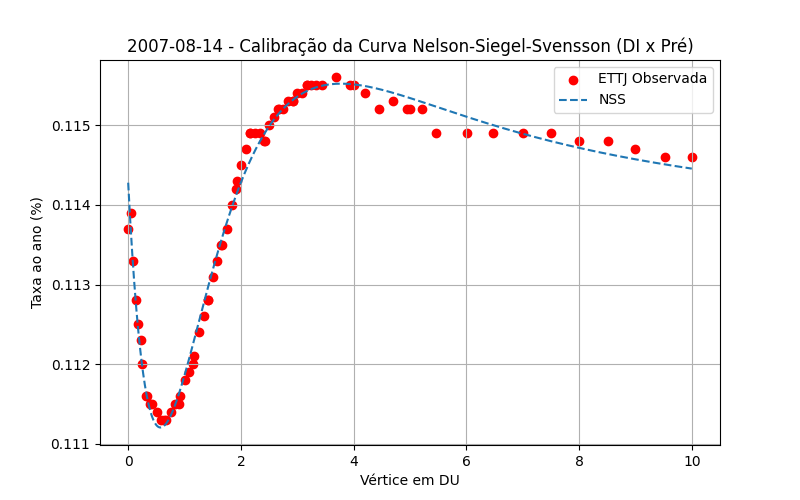 2007-08-14 - Calibração da Curva Nelson-Siegel-Svensson (DI x Pré)
ETTJ Observada
NSS
Taxa ao ano (%)
0.115
0.114
0.113
0.112
0.111
0 2 4 6 8 10
Vértice em DU